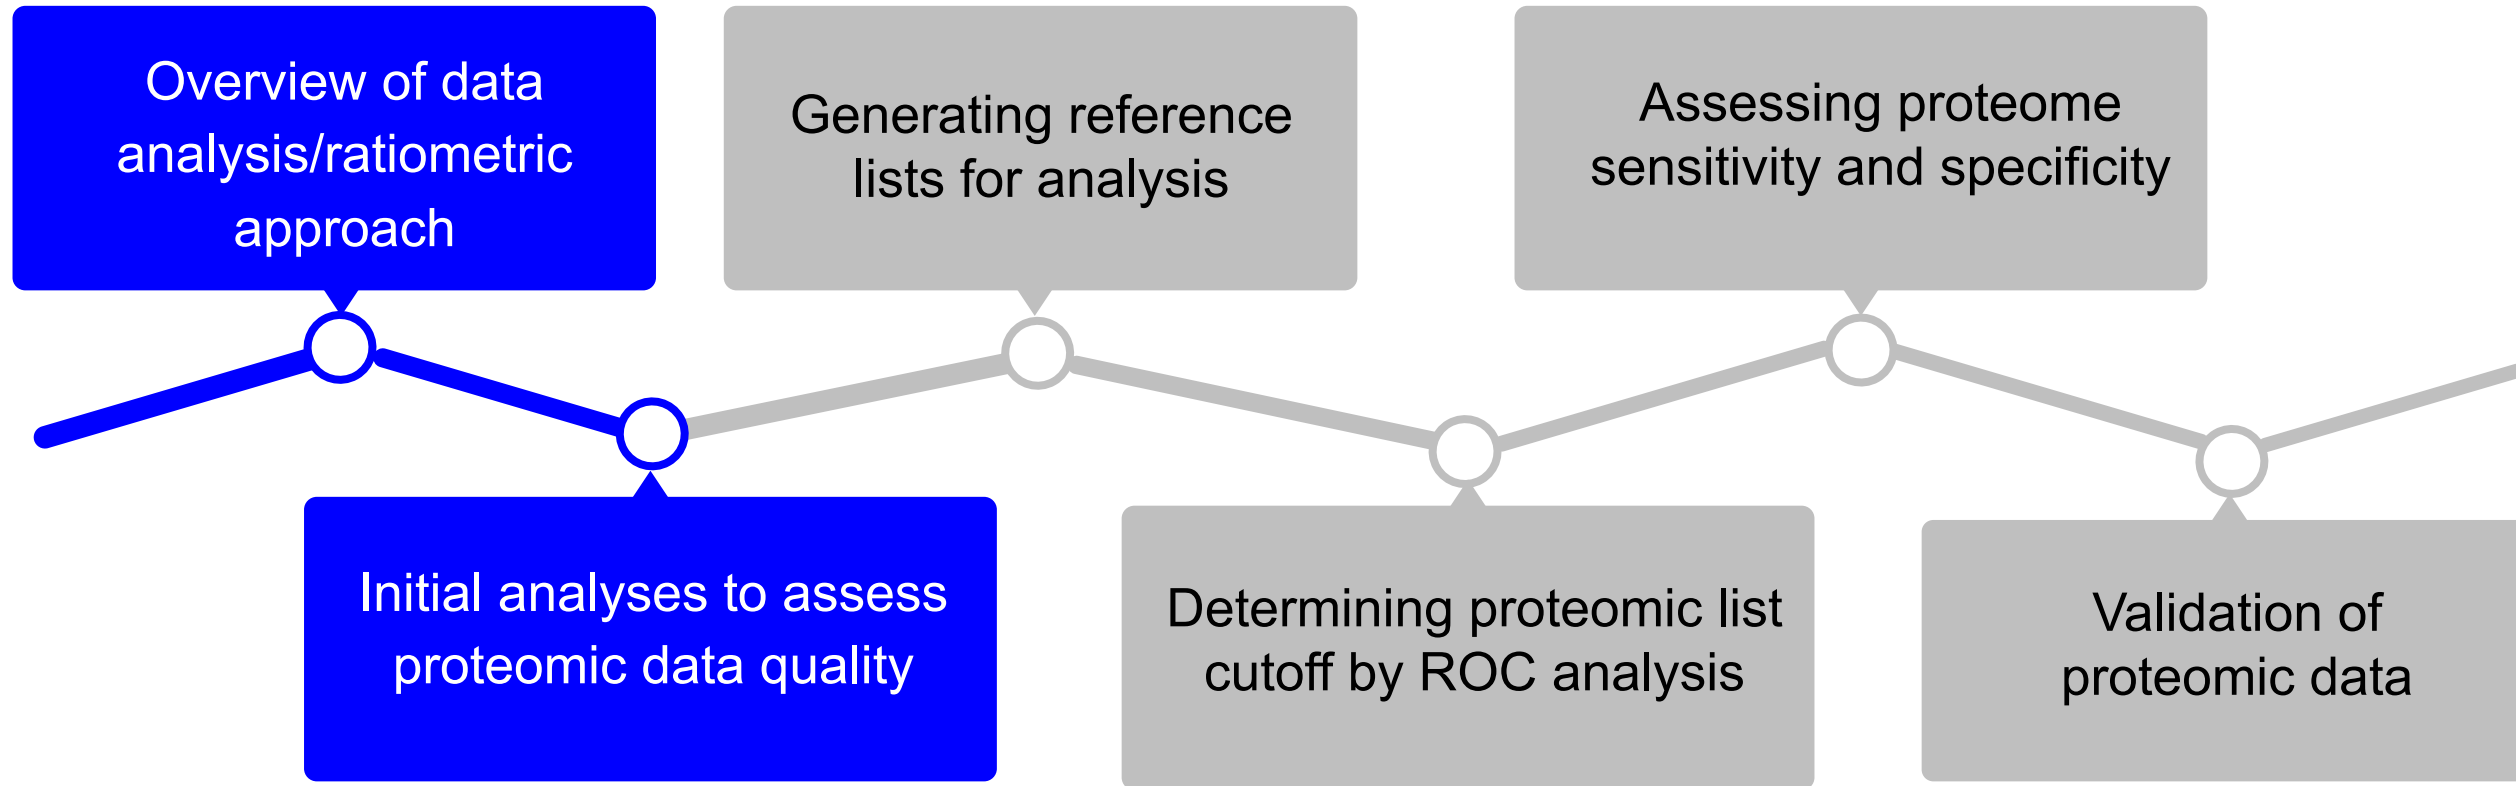 Overview of data
analysis/ratiometric
approach
Initial analyses to assess
proteomic data quality
Generating reference
lists for analysis
Determining proteomic list
cutoff by ROC analysis
Assessing proteome
sensitivity and specificity
Validation of
proteomic data